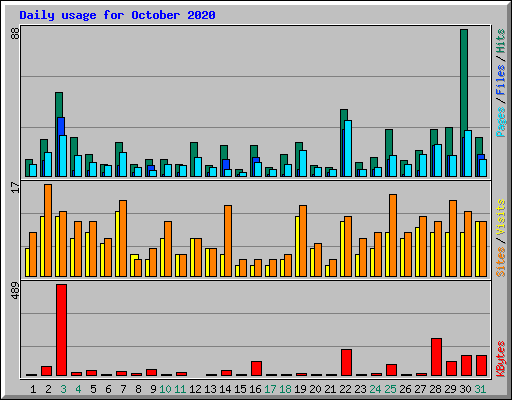 Daily usage for October 2020
88
Pages / Files / Hits
17
Sites / Visits
489
KBytes
1 2 3 4 5 6 7 8 9 10 11 12 13 14 15 16 17 18 19 20 21 22 23 24 25 26 27 28 29 30 31